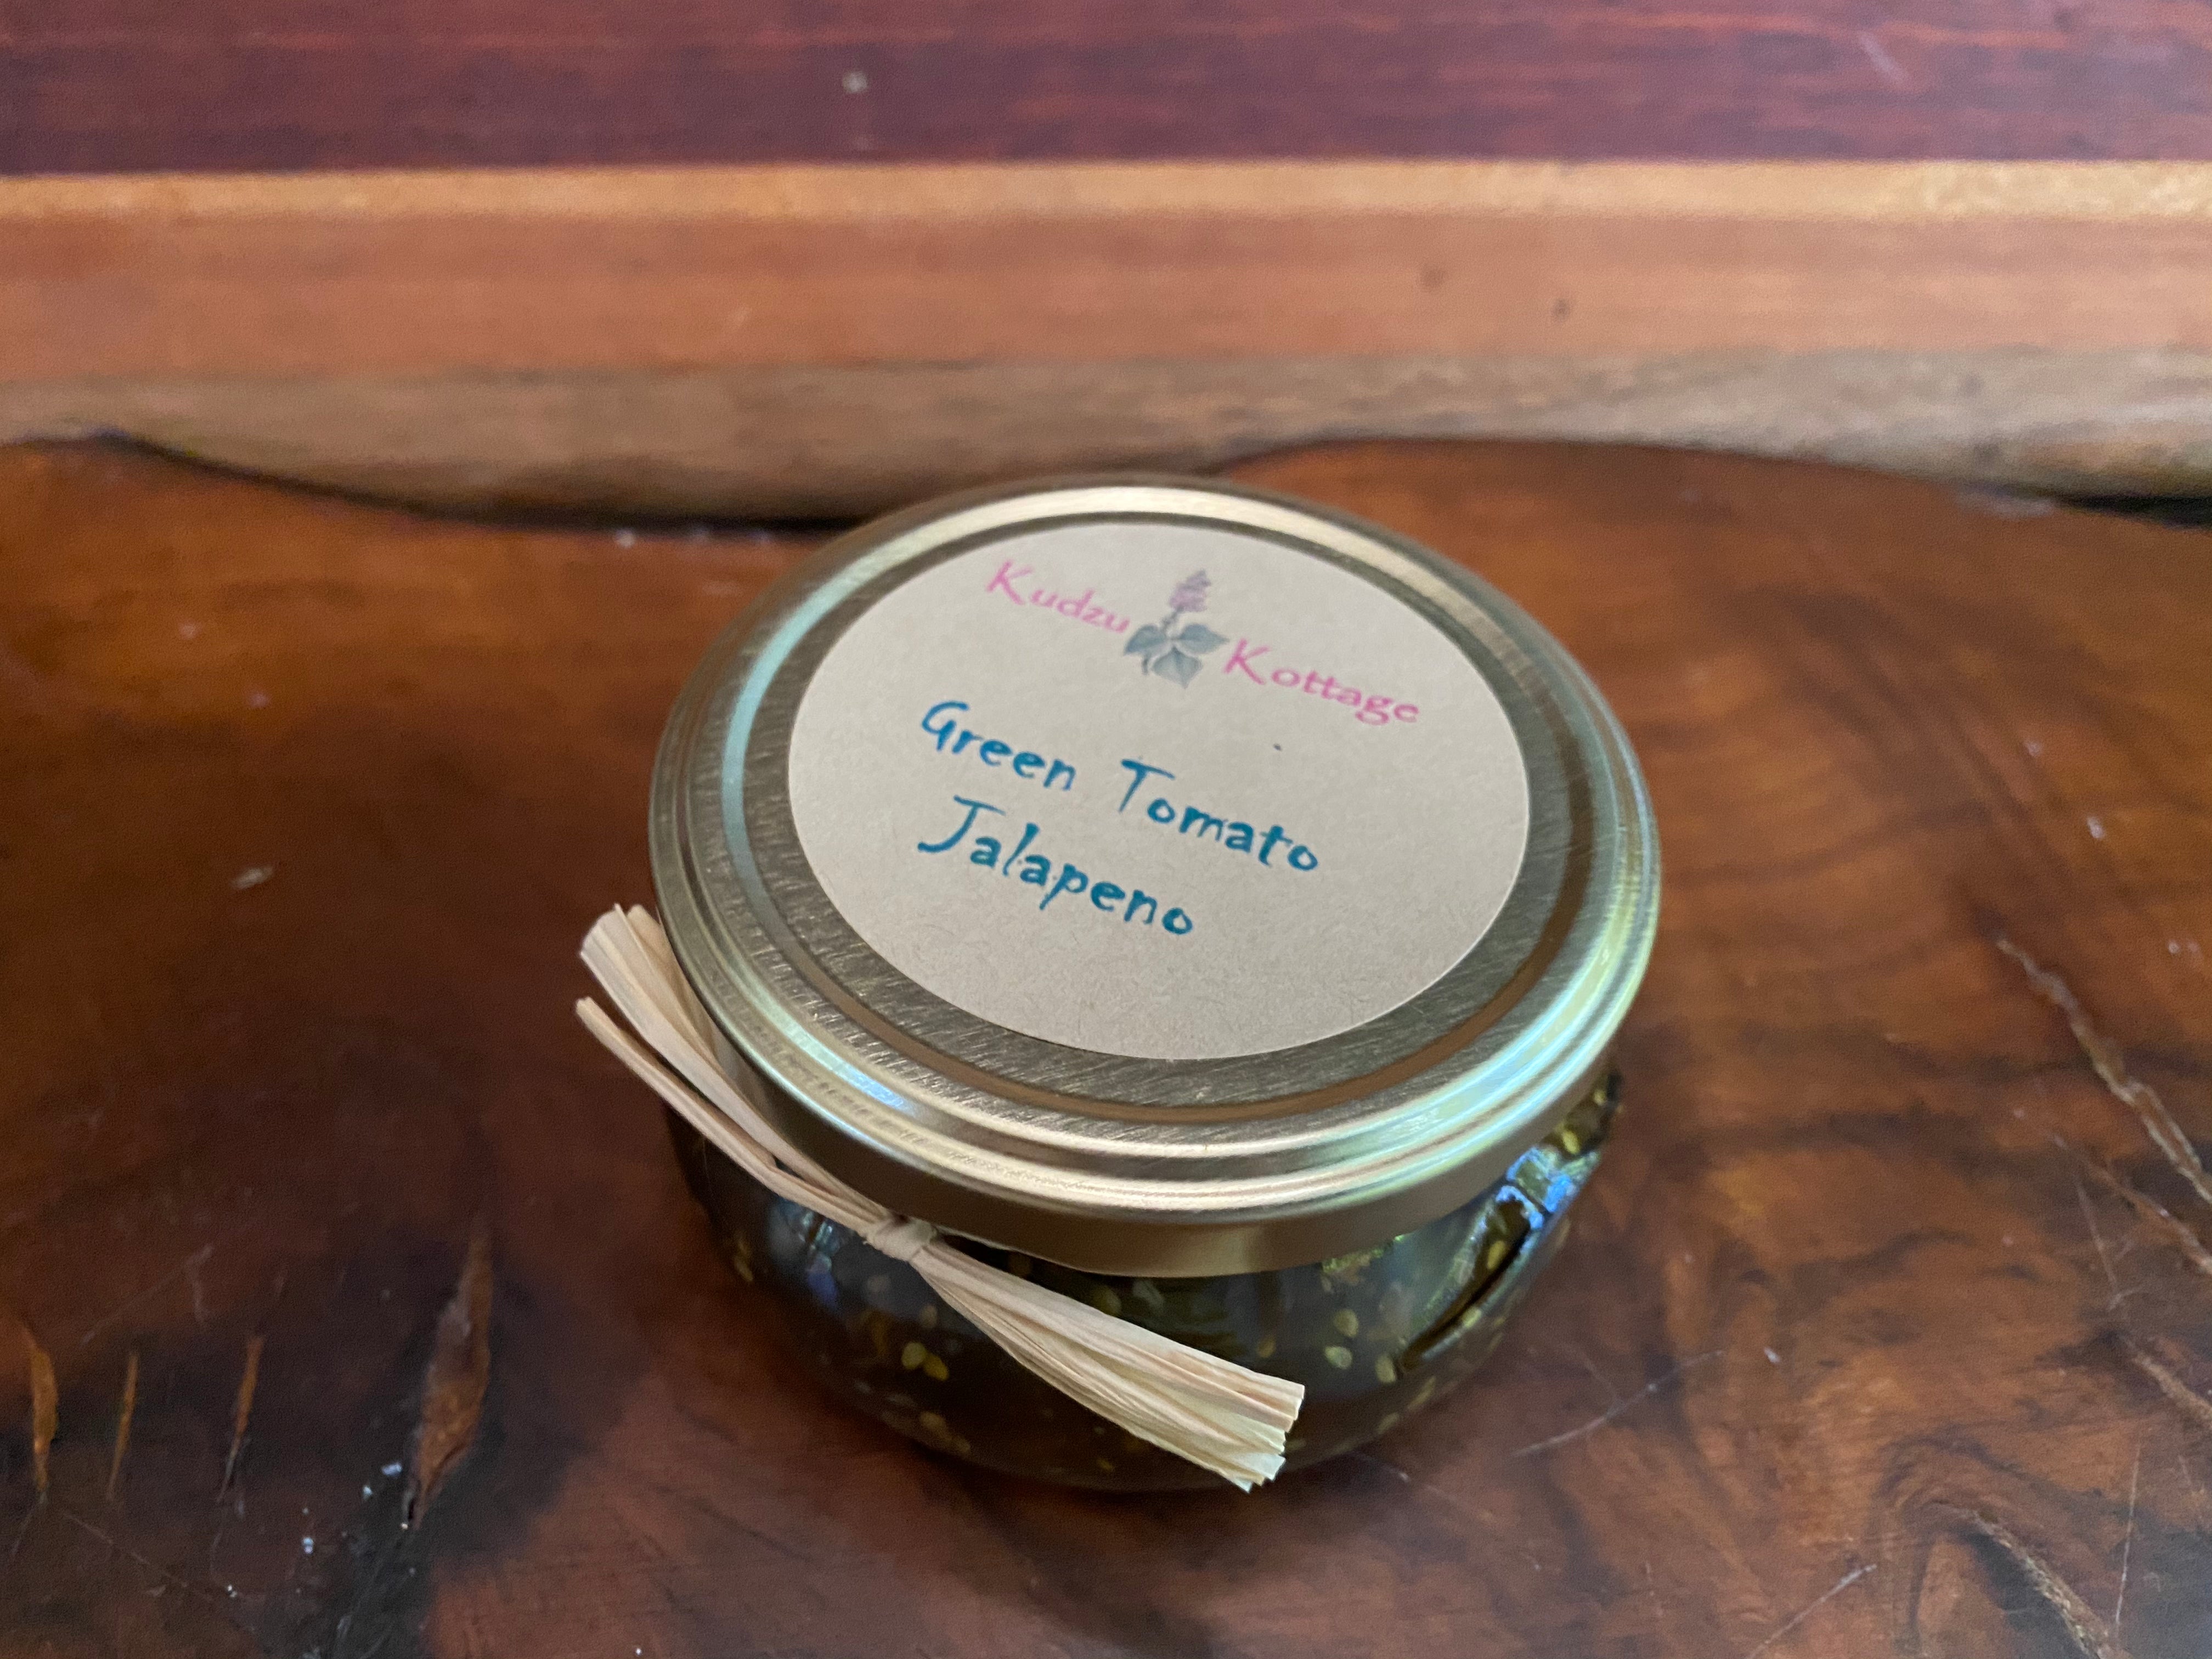 Kudzu Kottage
Green Tomato
Jalapeno